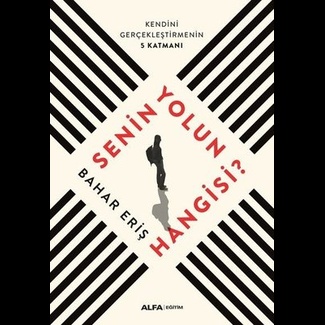 KENDİNİ
GERÇEKLEŞTİRMENİN
5 KATMANI
SENİN YOLUN
HANGİSİ?
BAHAR ERİŞ
ALFA | EĞİTİM